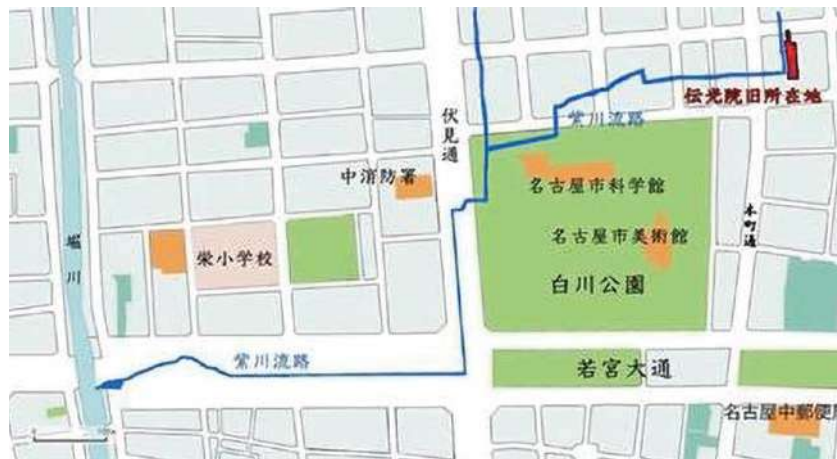 伝光院旧所在地
紫川流路
伏見通
中消防署
名古屋市科学館
本町通
名古屋市美術館
堀川
栄小学校
白川公園
紫川流路
若宮大通
名古屋中郵便局
0